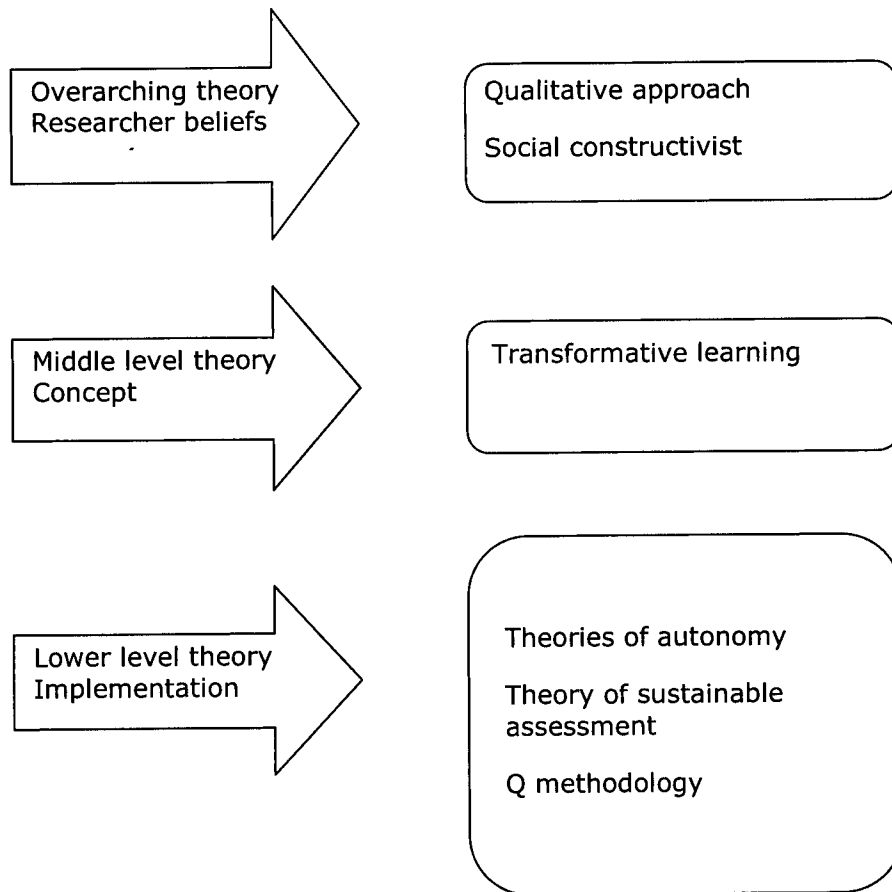 Overarching theory
Researcher beliefs
Qualitative approach
Social constructivist
Middle level theory
Concept
Transformative learning
Lower level theory
Implementation
Theories of autonomy
Theory of sustainable
assessment
Q methodology